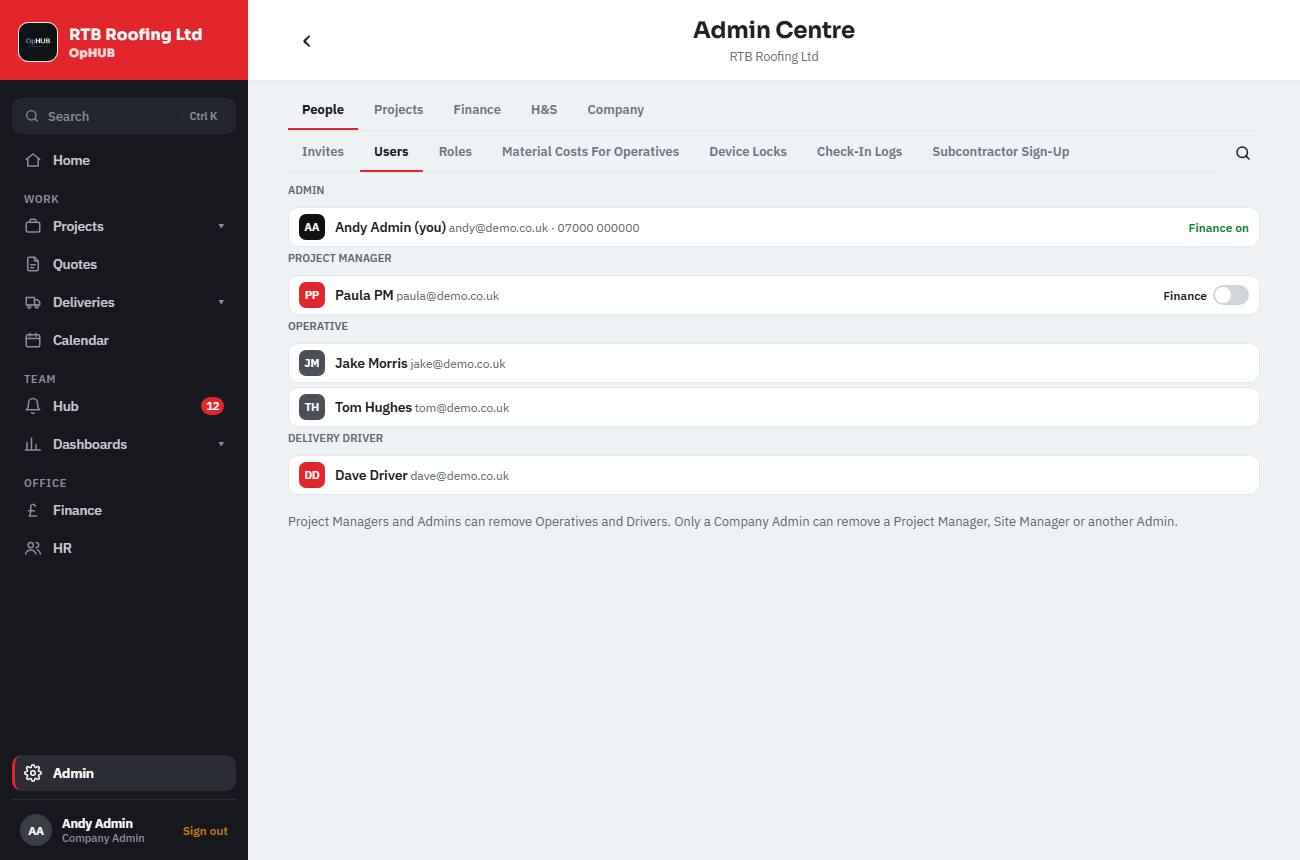 OpHUB
RTB Roofing Ltd
OpHUB
Search
Ctrl K
Home
WORK
Projects
Quotes
Deliveries
Calendar
TEAM
Hub
12
Dashboards
OFFICE
Finance
HR
Admin
AA
Andy Admin
Company Admin
Sign out
Admin Centre
RTB Roofing Ltd
People Projects Finance H&S Company
Invites Users Roles Material Costs For Operatives Device Locks Check-In Logs Subcontractor Sign-Up
ADMIN
AA Andy Admin (you) andy@demo.co.uk · 07000 000000 Finance on
PROJECT MANAGER
PP Paula PM paula@demo.co.uk Finance
OPERATIVE
JM Jake Morris jake@demo.co.uk
TH Tom Hughes tom@demo.co.uk
DELIVERY DRIVER
DD Dave Driver dave@demo.co.uk
Project Managers and Admins can remove Operatives and Drivers. Only a Company Admin can remove a Project Manager, Site Manager or another Admin.